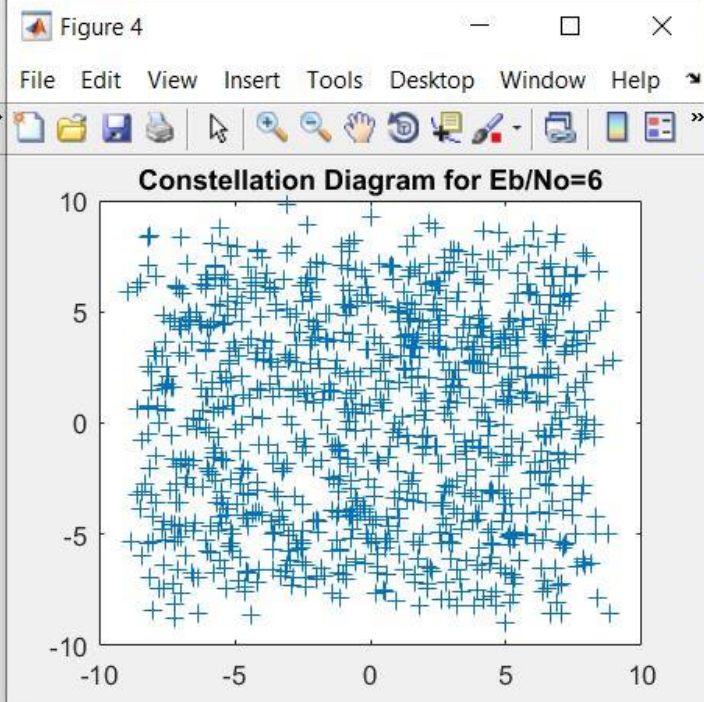 Figure 4
File Edit View Insert Tools Desktop Window Help
Constellation Diagram for Eb/No=6
10
5
0
-5
-10
-10 -5 0 5 10